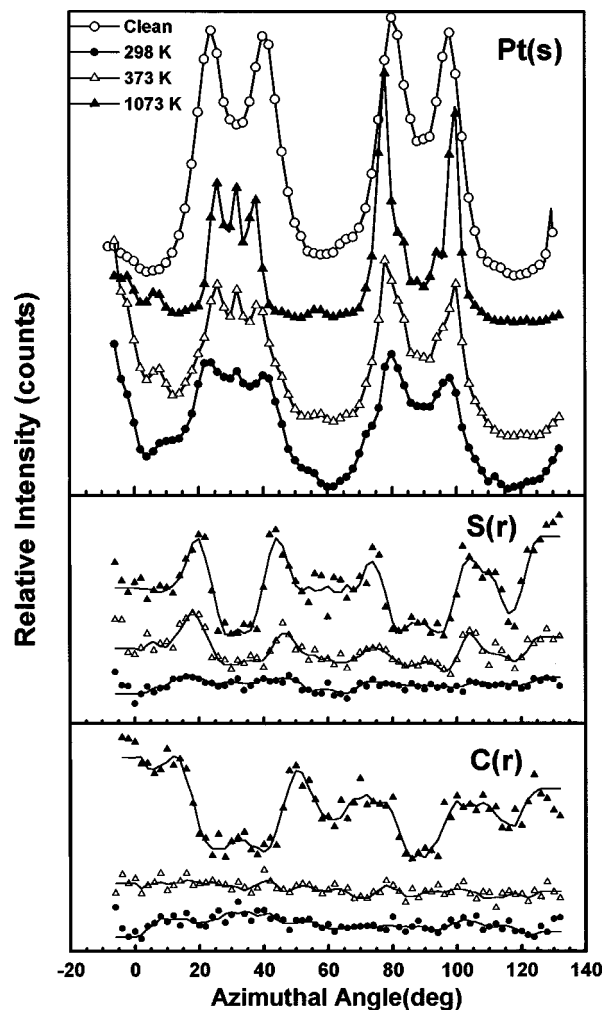 Clean
298 K
373 K
1073 K
Pt(s)
S(r)
C(r)
Relative Intensity (counts)
-20 0 20 40 60 80 100 120 140
Azimuthal Angle(deg)